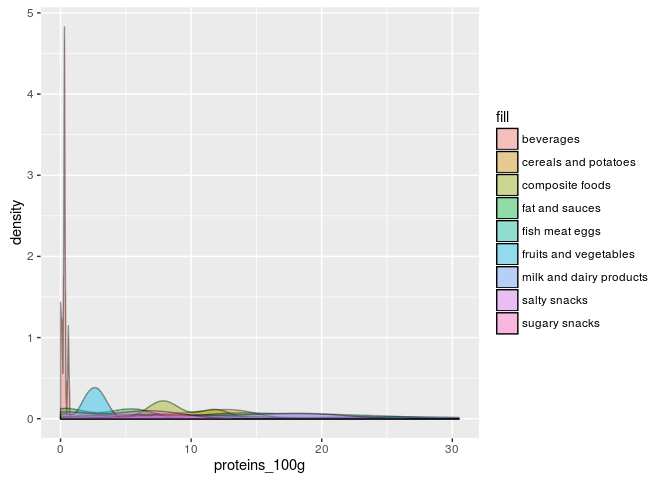 5
4
3
2
1
0
density
0
10
20
30
proteins_100g
fill
beverages
cereals and potatoes
composite foods
fat and sauces
fish meat eggs
fruits and vegetables
milk and dairy products
salty snacks
sugary snacks